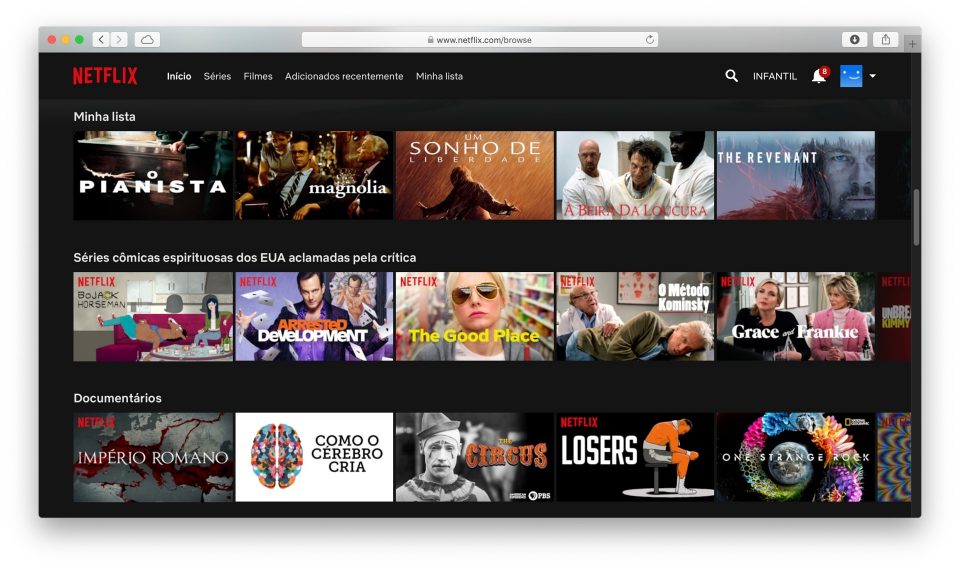 www.netflix.com/browse
NETFLIX Início Séries Filmes Adicionados recentemente Minha lista INFANTIL 8
Minha lista
O
PIANISTA
magnolia
UM
SONHO DE
LIBERDADE
À BEIRA DA LOUCURA
THE REVENANT
Séries cômicas espirituosas dos EUA aclamadas pela crítica
NETFLIX
BOJACK
HORSEMAN
NETFLIX
ARRESTED
DEVELOPMENT
NETFLIX
The Good Place
O Método
Kominsky
NETFLIX
Grace and Frankie
NETFLI
UNBRE
KIMMY
Documentários
NETFLIX
IMPÉRIO ROMANO
COMO O
CÉREBRO
CRIA
THE
CIRCUS
PBS
NETFLIX
LOSERS
NATIONAL
GEOGRAPHIC
ONE STRANGE ROCK